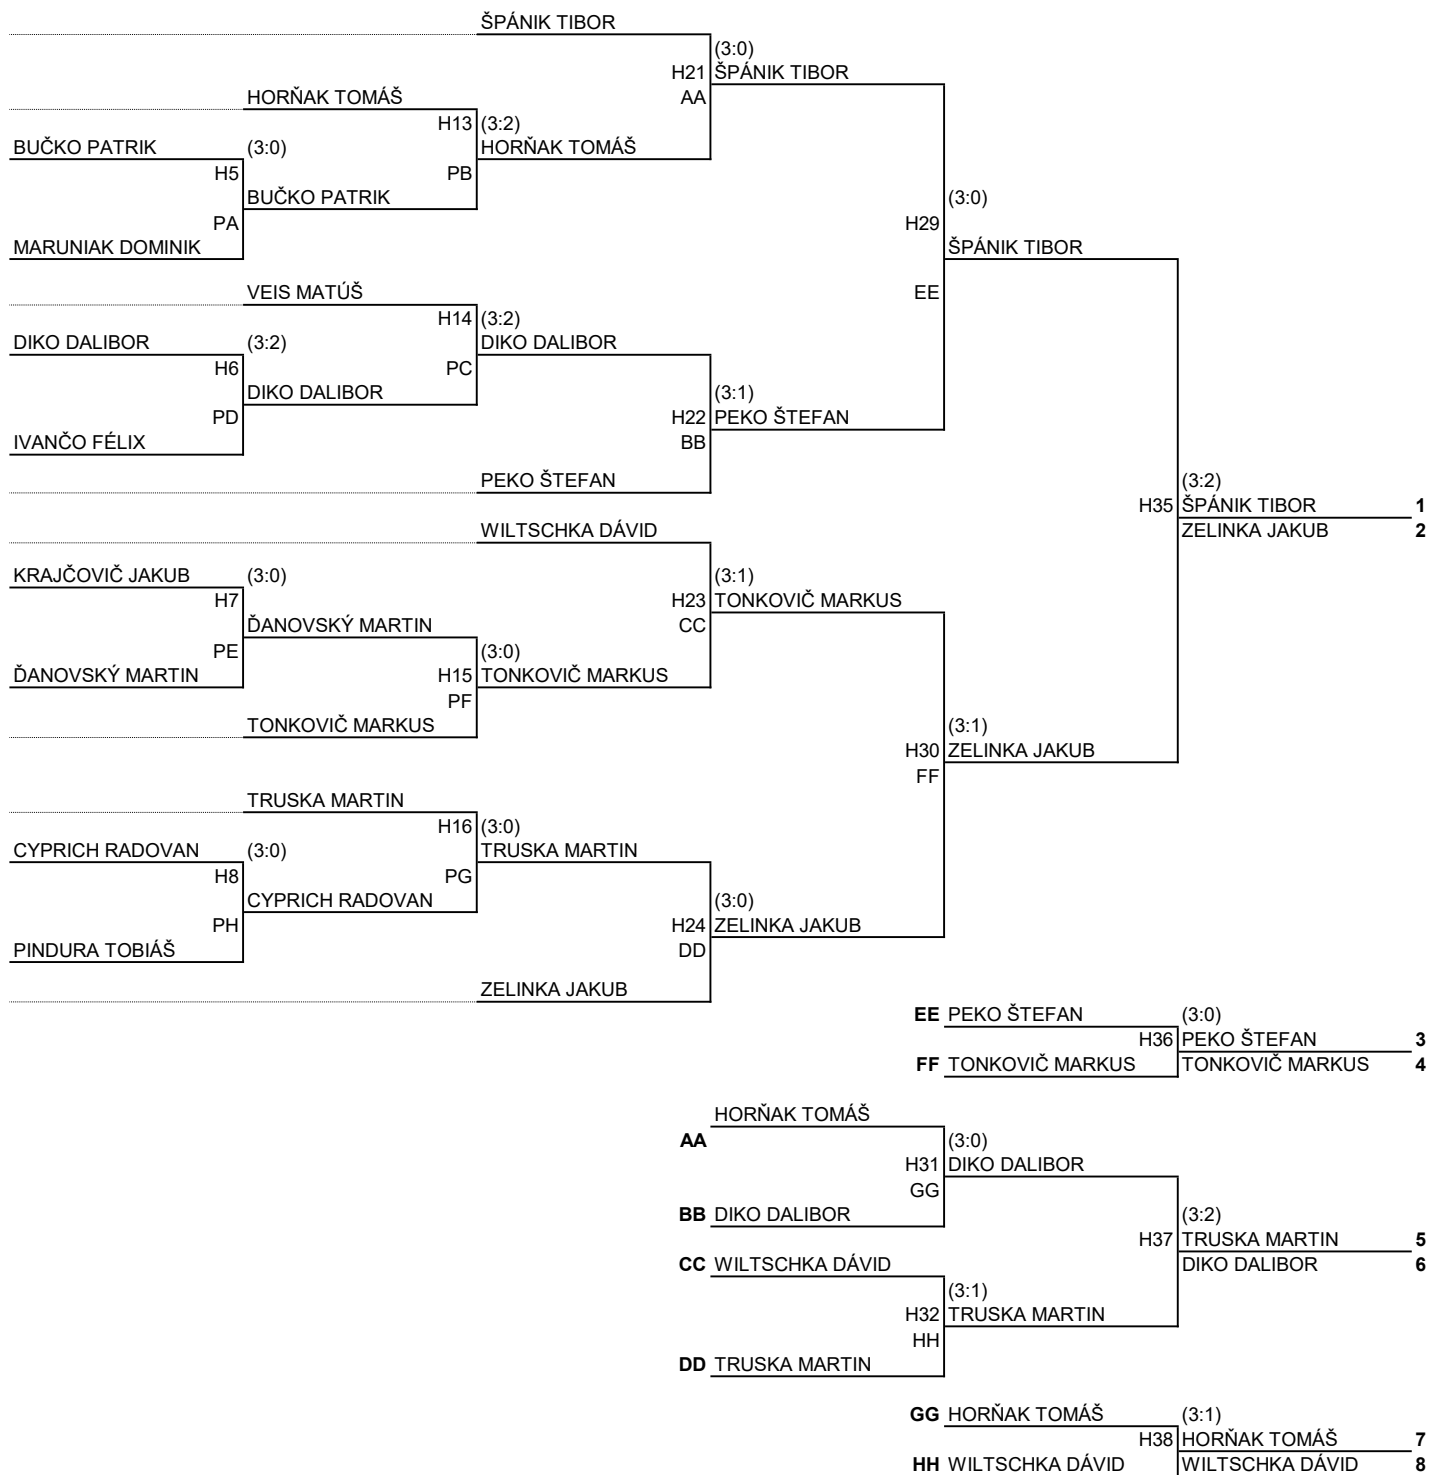 ŠPÁNIK TIBOR
(3:0)
H21 ŠPÁNIK TIBOR
HORŇAK TOMÁŠ AA
H13 (3:2)
BUČKO PATRIK (3:0) HORŇAK TOMÁŠ
H5 PB
BUČKO PATRIK (3:0)
PA H29
MARUNIAK DOMINIK ŠPÁNIK TIBOR
VEIS MATÚŠ EE
H14 (3:2)
DIKO DALIBOR (3:2) DIKO DALIBOR
H6 PC
DIKO DALIBOR (3:1)
PD H22 PEKO ŠTEFAN
IVANČO FÉLIX BB
PEKO ŠTEFAN (3:2)
H35 ŠPÁNIK TIBOR 1
WILTSCHKA DÁVID ZELINKA JAKUB 2
KRAJČOVIČ JAKUB (3:0) (3:1)
H7 H23 TONKOVIČ MARKUS
ĎANOVSKÝ MARTIN CC
PE (3:0)
ĎANOVSKÝ MARTIN H15 TONKOVIČ MARKUS
PF
TONKOVIČ MARKUS (3:1)
H30 ZELINKA JAKUB
FF
TRUSKA MARTIN
H16 (3:0)
CYPRICH RADOVAN (3:0) TRUSKA MARTIN
H8 PG
CYPRICH RADOVAN (3:0)
PH H24 ZELINKA JAKUB
PINDURA TOBIÁŠ DD
ZELINKA JAKUB
EE PEKO ŠTEFAN (3:0)
H36 PEKO ŠTEFAN 3
FF TONKOVIČ MARKUS TONKOVIČ MARKUS 4
HORŇAK TOMÁŠ
AA (3:0)
H31 DIKO DALIBOR
GG
BB DIKO DALIBOR (3:2)
H37 TRUSKA MARTIN 5
CC WILTSCHKA DÁVID DIKO DALIBOR 6
(3:1)
H32 TRUSKA MARTIN
HH
DD TRUSKA MARTIN
GG HORŇAK TOMÁŠ (3:1)
H38 HORŇAK TOMÁŠ 7
HH WILTSCHKA DÁVID WILTSCHKA DÁVID 8